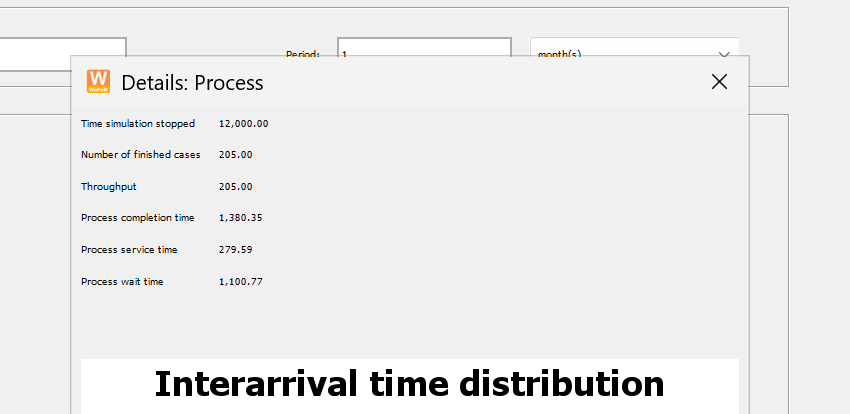 Period: 1 month(s)
W
WoPeD
Details: Process
Time simulation stopped 12,000.00
Number of finished cases 205.00
Throughput 205.00
Process completion time 1,380.35
Process service time 279.59
Process wait time 1,100.77
Interarrival time distribution